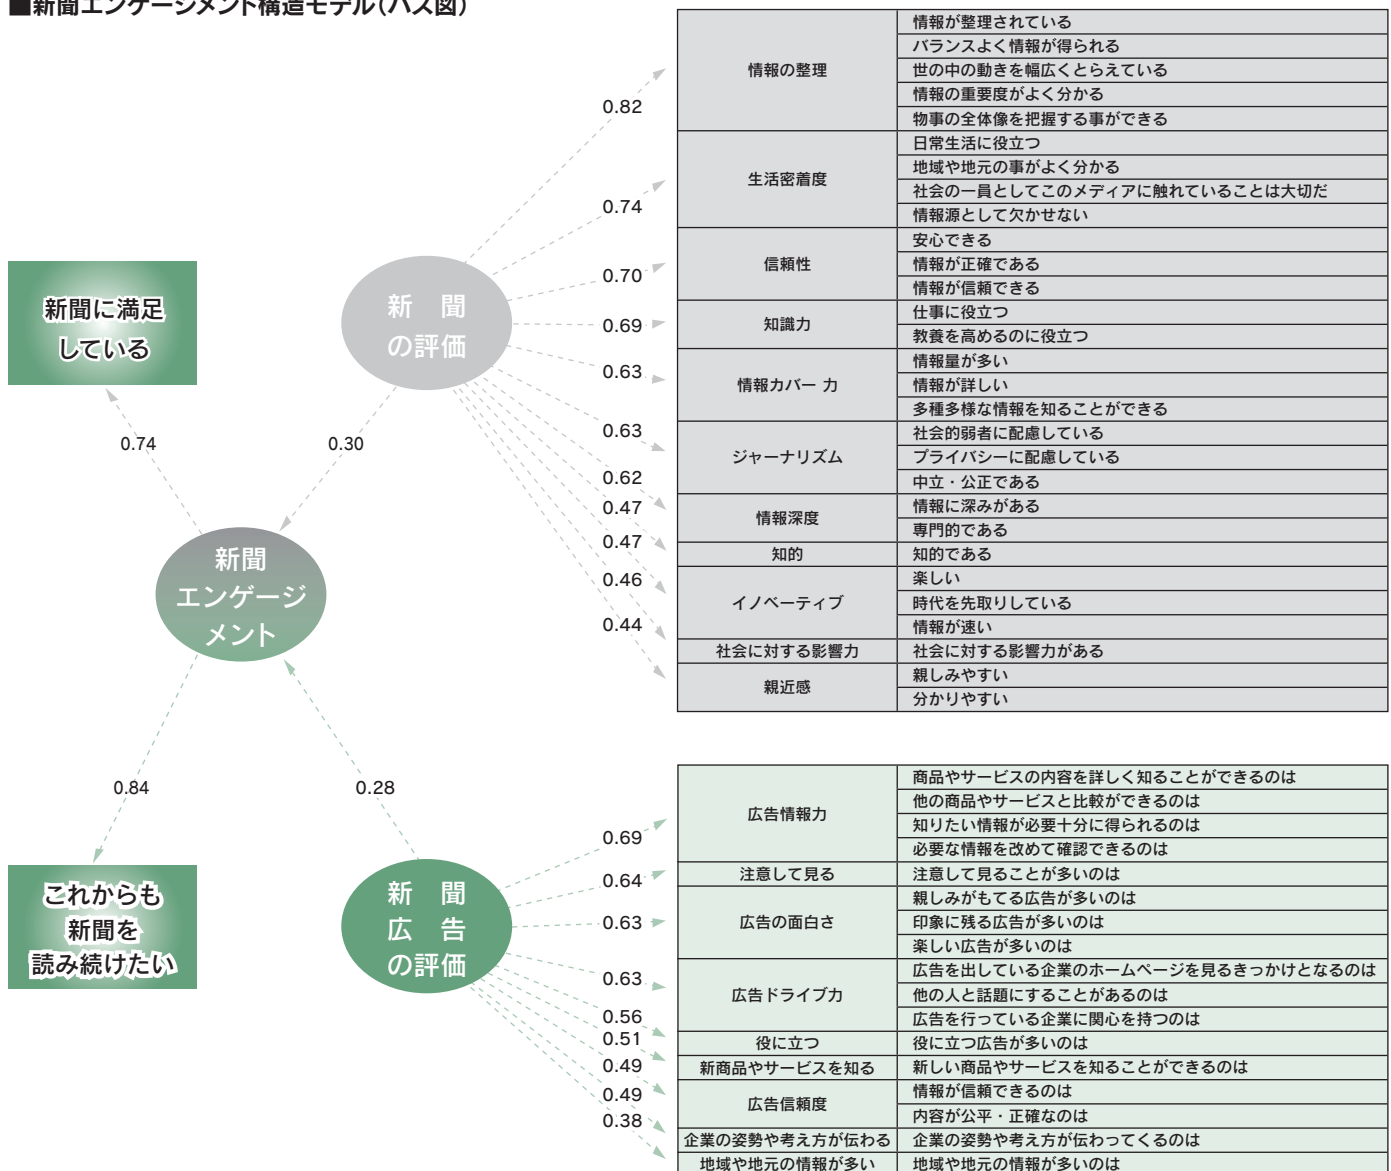 ■新聞エンゲージメント構造モデル(パス図)
情報の整理
情報が整理されている
バランスよく情報が得られる
世の中の動きを幅広くとらえている
情報の重要度がよく分かる
物事の全体像を把握する事ができる
生活密着度
日常生活に役立つ
地域や地元の事がよく分かる
社会の一員としてこのメディアに触れていることは大切だ
情報源として欠かせない
信頼性
安心できる
情報が正確である
情報が信頼できる
知識力
仕事に役立つ
教養を高めるのに役立つ
情報カバー 力
情報量が多い
情報が詳しい
多種多様な情報を知ることができる
ジャーナリズム
社会的弱者に配慮している
プライバシーに配慮している
中立・公正である
情報深度
情報に深みがある
専門的である
知的
知的である
イノベーティブ
楽しい
時代を先取りしている
情報が速い
社会に対する影響力
社会に対する影響力がある
親近感
親しみやすい
分かりやすい
0.82
0.74
0.70
0.69
0.63
0.63
0.62
0.47
0.47
0.46
0.44
新 聞
の評価
新聞に満足
している
0.74
0.30
新聞
エンゲージ
メント
0.84
0.28
これからも
新聞を
読み続けたい
新 聞
広 告
の評価
0.69
0.64
0.63
0.63
0.56
0.51
0.49
0.49
0.38
広告情報力
商品やサービスの内容を詳しく知ることができるのは
他の商品やサービスと比較ができるのは
知りたい情報が必要十分に得られるのは
必要な情報を改めて確認できるのは
注意して見る
注意して見ることが多いのは
広告の面白さ
親しみがもてる広告が多いのは
印象に残る広告が多いのは
楽しい広告が多いのは
広告ドライブ力
広告を出している企業のホームページを見るきっかけとなるのは
他の人と話題にすることがあるのは
広告を行っている企業に関心を持つのは
役に立つ
役に立つ広告が多いのは
新商品やサービスを知る
新しい商品やサービスを知ることができるのは
広告信頼度
情報が信頼できるのは
内容が公平・正確なのは
企業の姿勢や考え方が伝わる
企業の姿勢や考え方が伝わってくるのは
地域や地元の情報が多い
地域や地元の情報が多いのは